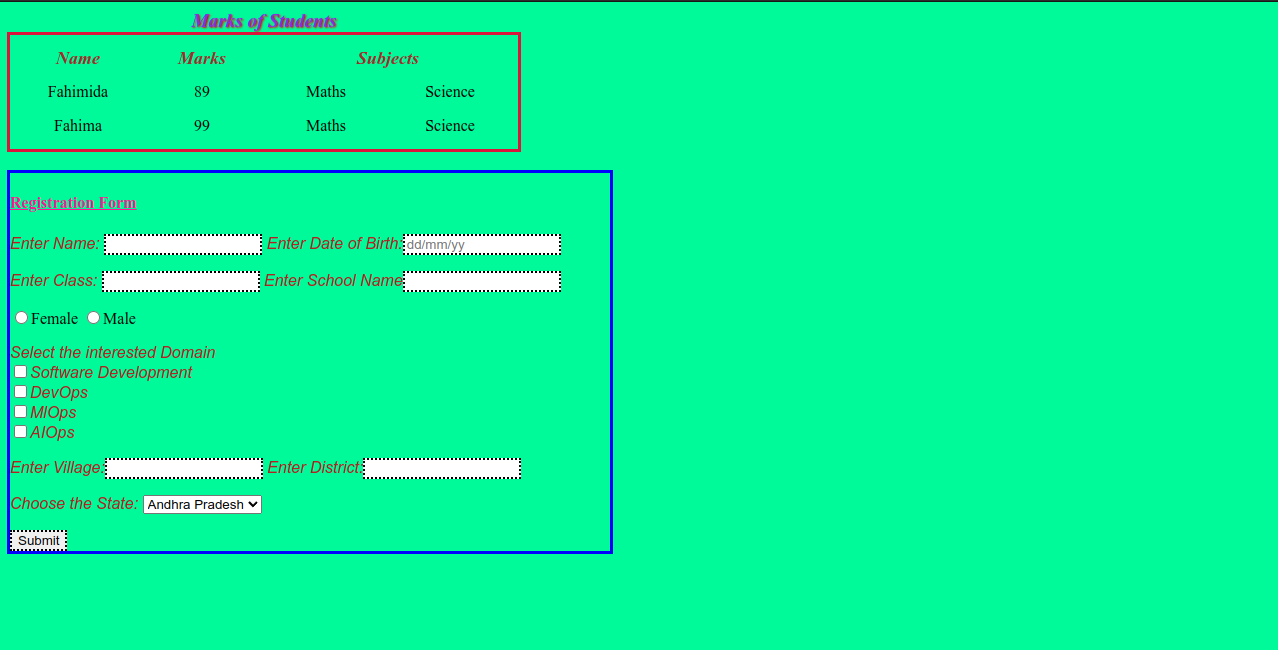 Marks of Students
Name Marks Subjects
Fahimida 89 Maths Science
Fahima 99 Maths Science
Registration Form
Enter Name: Enter Date of Birth: dd/mm/yy
Enter Class: Enter School Name
Female Male
Select the interested Domain
Software Development
DevOps
MlOps
AIOps
Enter Village: Enter District:
Choose the State: Andhra Pradesh
Submit